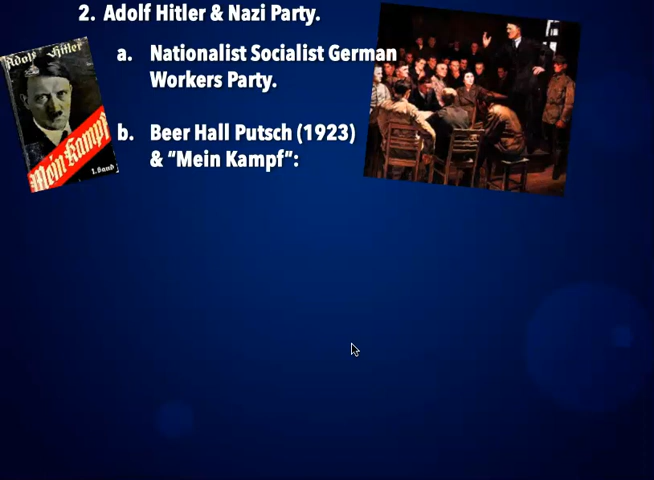 2. Adolf Hitler & Nazi Party.
a. Nationalist Socialist German
Workers Party.
b. Beer Hall Putsch (1923)
& "Mein Kampf":
Adolf Hitler
Mein Kampf
1. Band